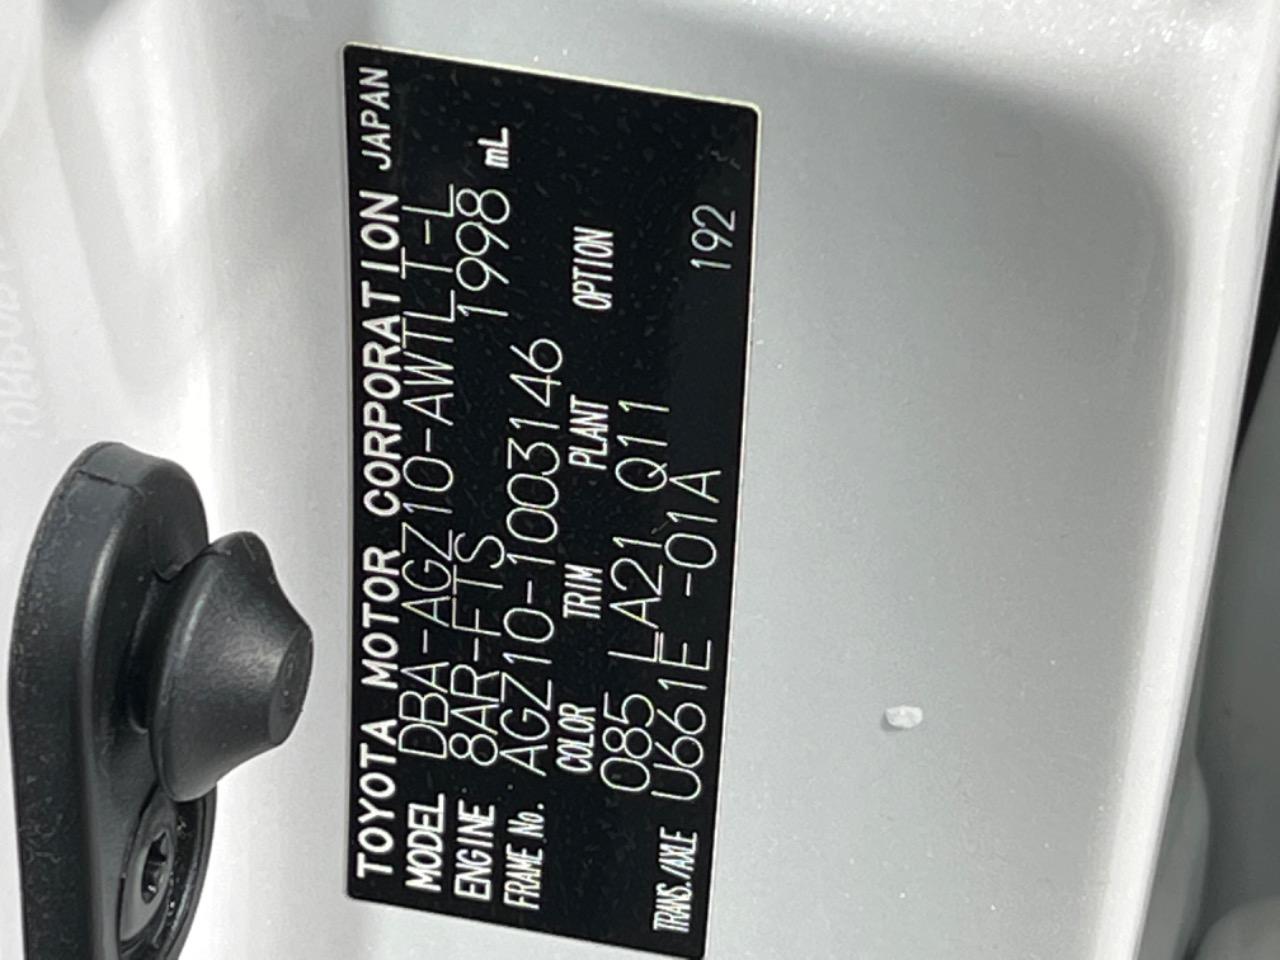 TOYOTA MOTOR CORPORATION JAPAN
MODEL DBA-AGZ10-AWTLT-L
ENGINE 8AR-FTS 1998 mL
FRAME No. AGZ10-1003146
COLOR TRIM PLANT OPTION
085 LA21 Q11
TRANS./AXLE U661E -01A 192